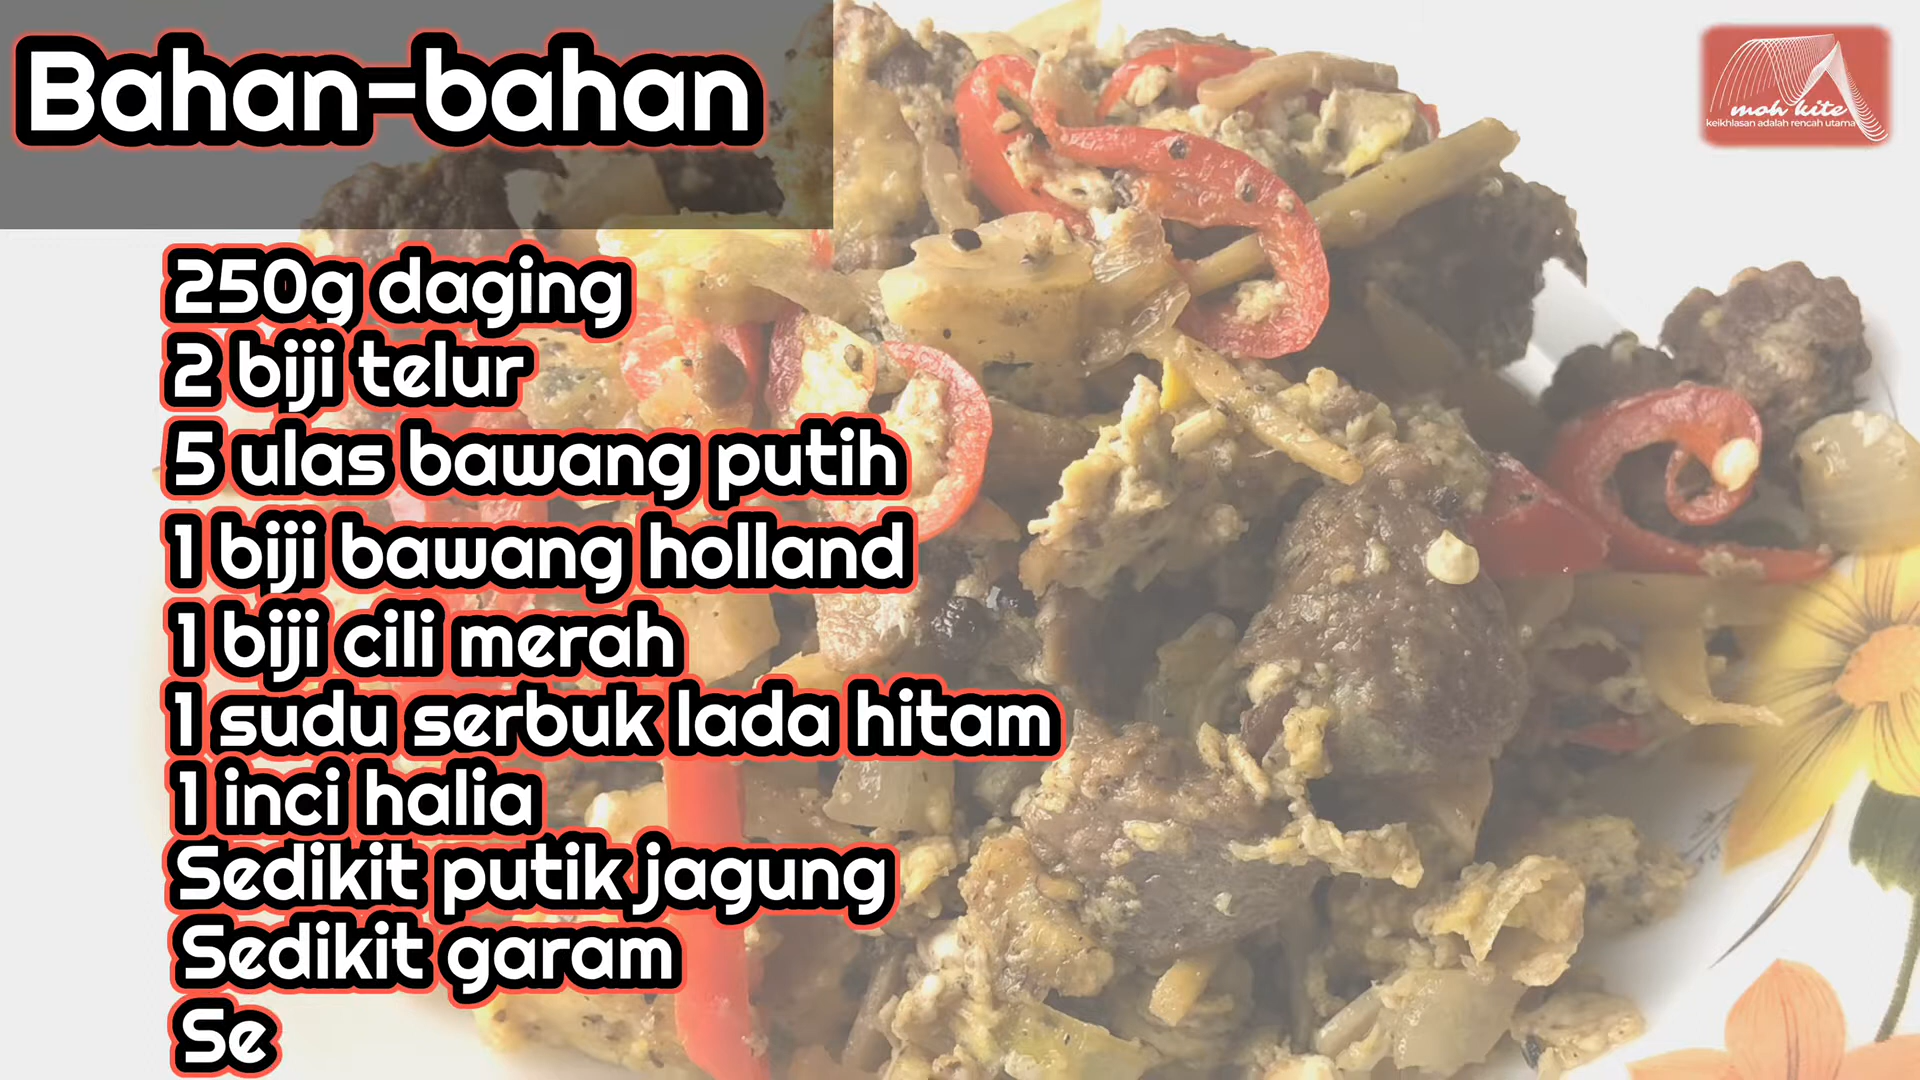 Bahan-bahan
moh kite
keikhlasan adalah rencah utama
250g daging
2 biji telur
5 ulas bawang putih
1 biji bawang holland
1 biji cili merah
1 sudu serbuk lada hitam
1 inci halia
Sedikit putik jagung
Sedikit garam
Se